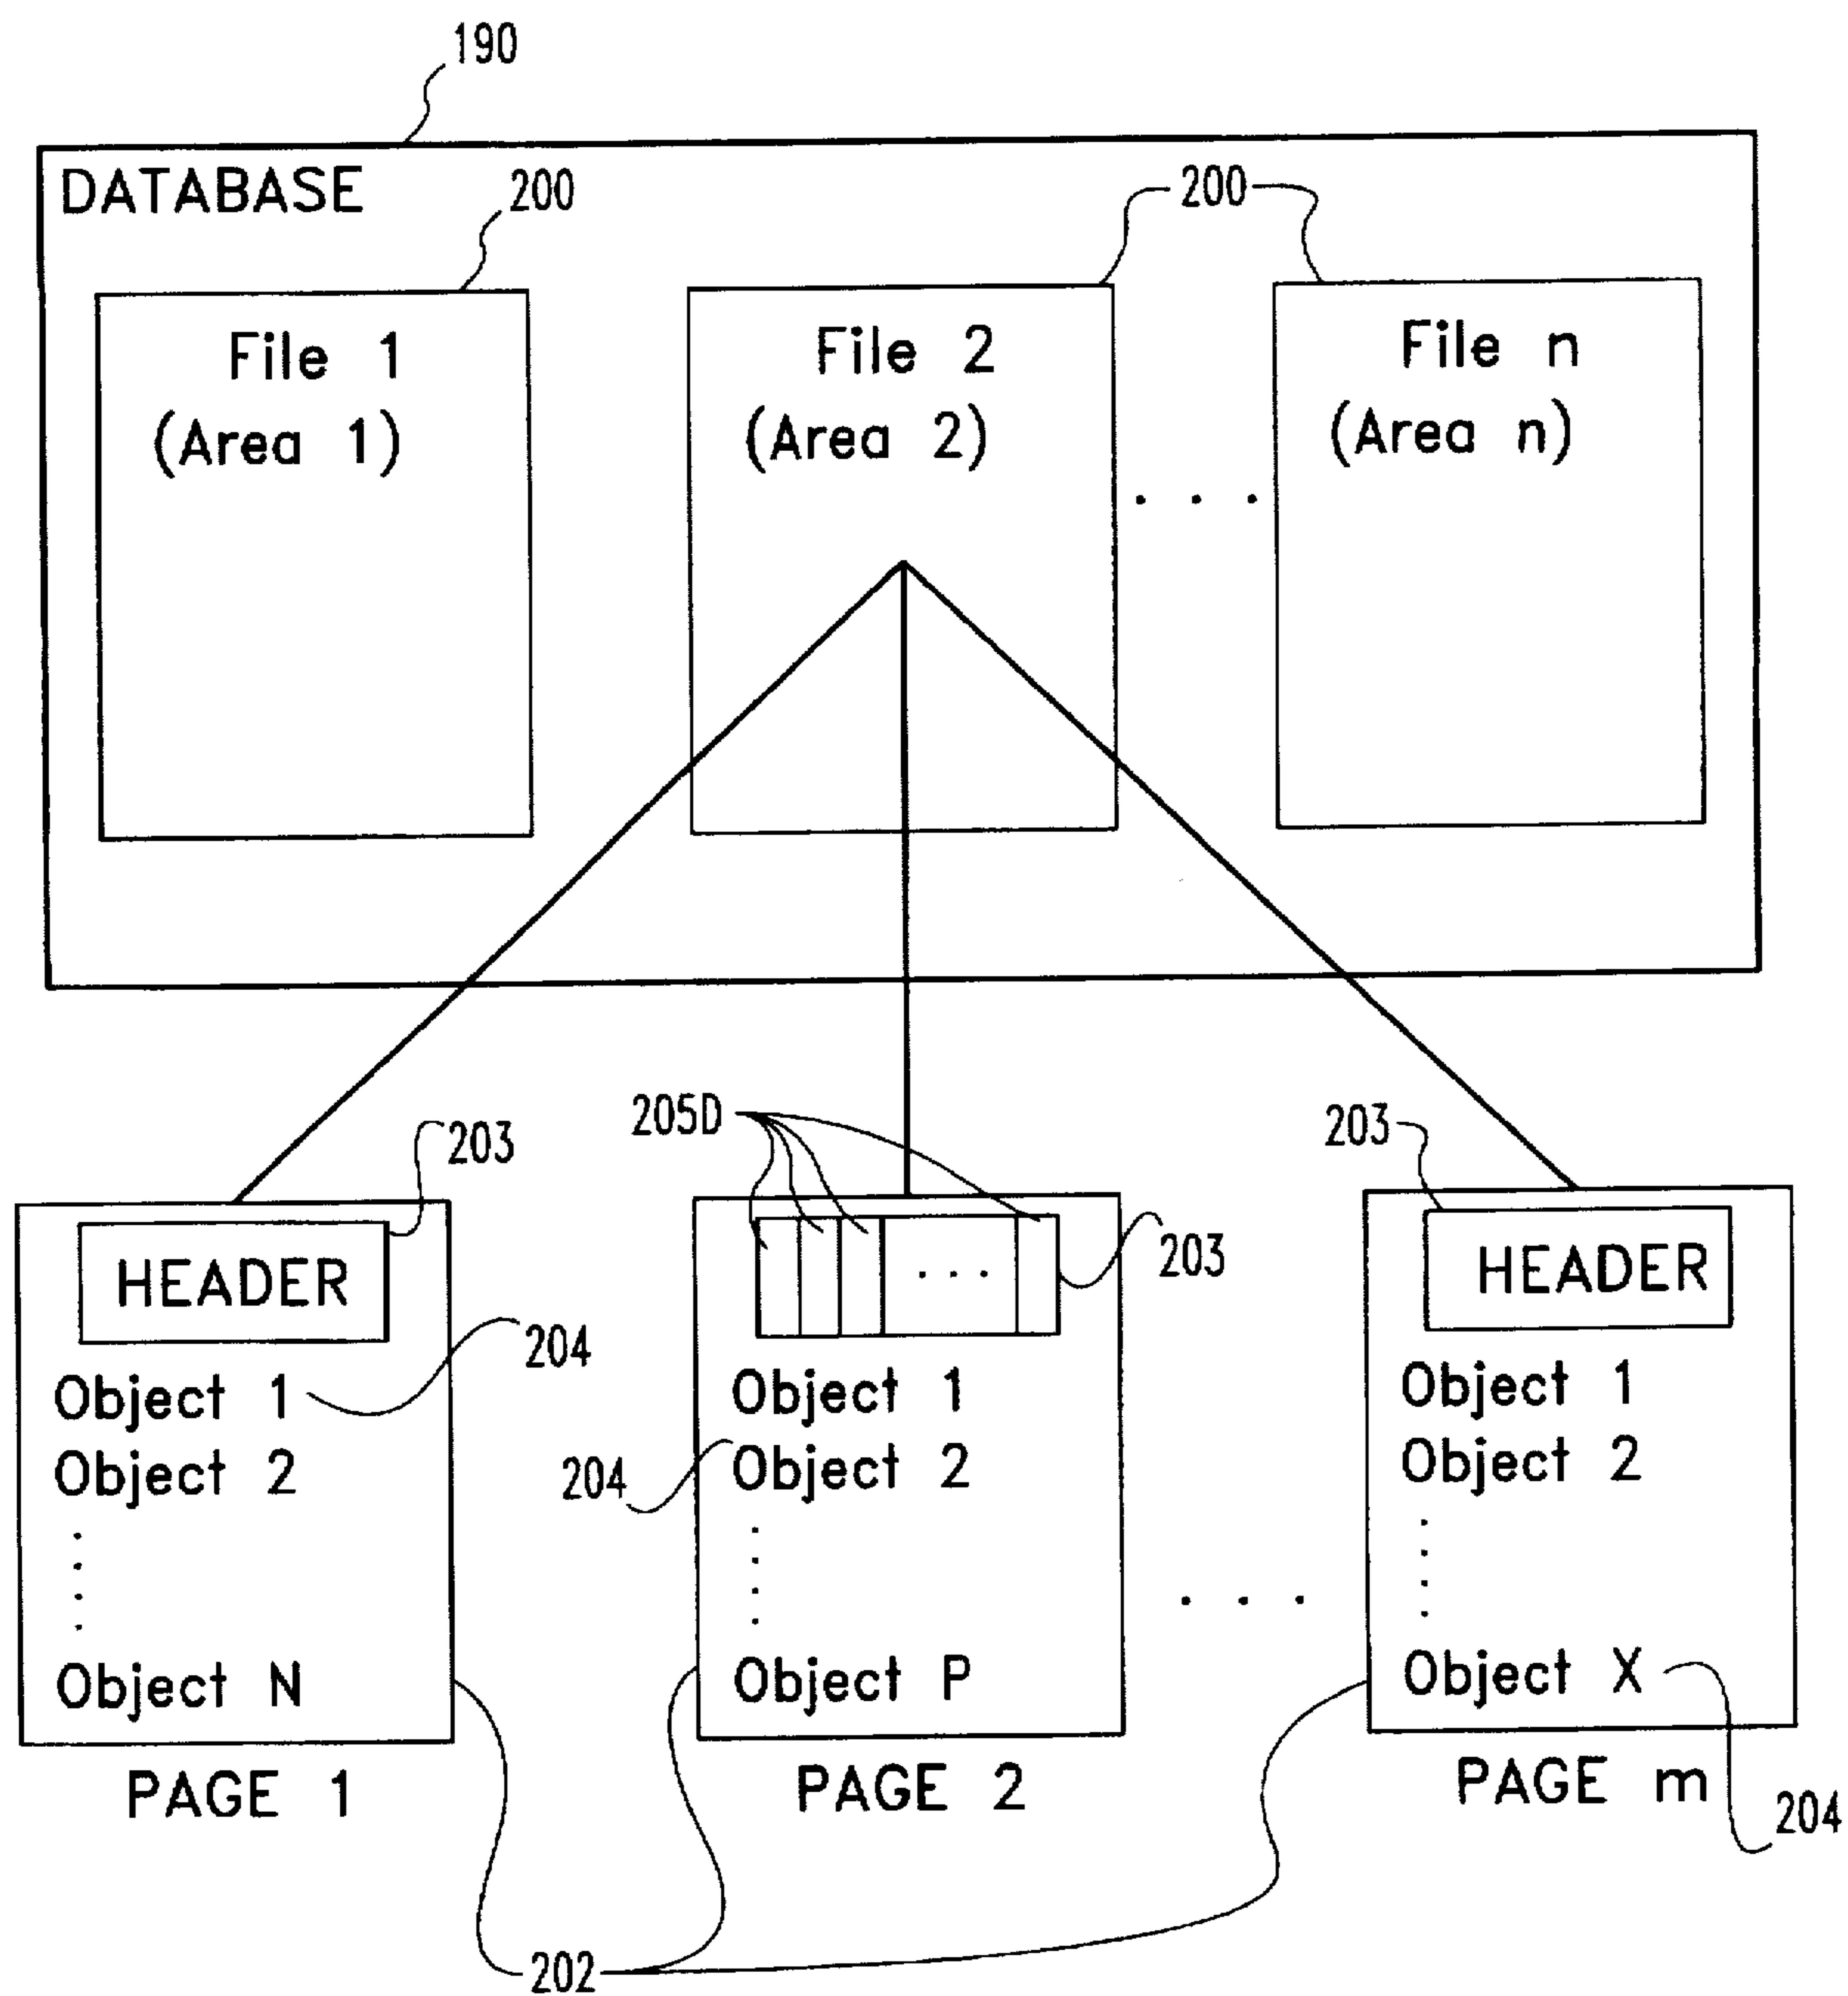 190
DATABASE
200
200
File 1
(Area 1)
File 2
(Area 2)
. . .
File n
(Area n)
203
205D
203
HEADER
. . .
203
HEADER
204
Object 1
Object 2
.
.
.
.
Object N
PAGE 1
Object 1
204
Object 2
.
.
.
.
Object P
PAGE 2
. . .
Object 1
Object 2
.
.
.
.
Object X
PAGE m
204
202